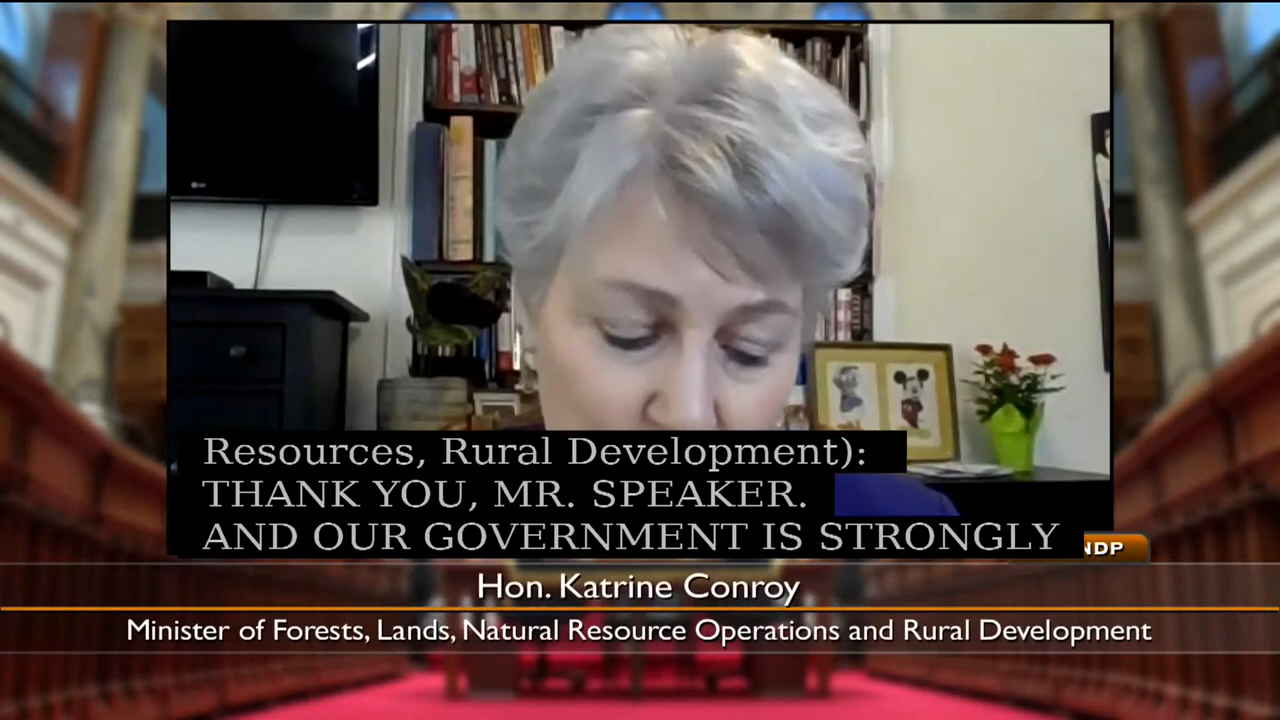 Resources, Rural Development):
THANK YOU, MR. SPEAKER.
AND OUR GOVERNMENT IS STRONGLY
NDP
Hon. Katrine Conroy
Minister of Forests, Lands, Natural Resource Operations and Rural Development